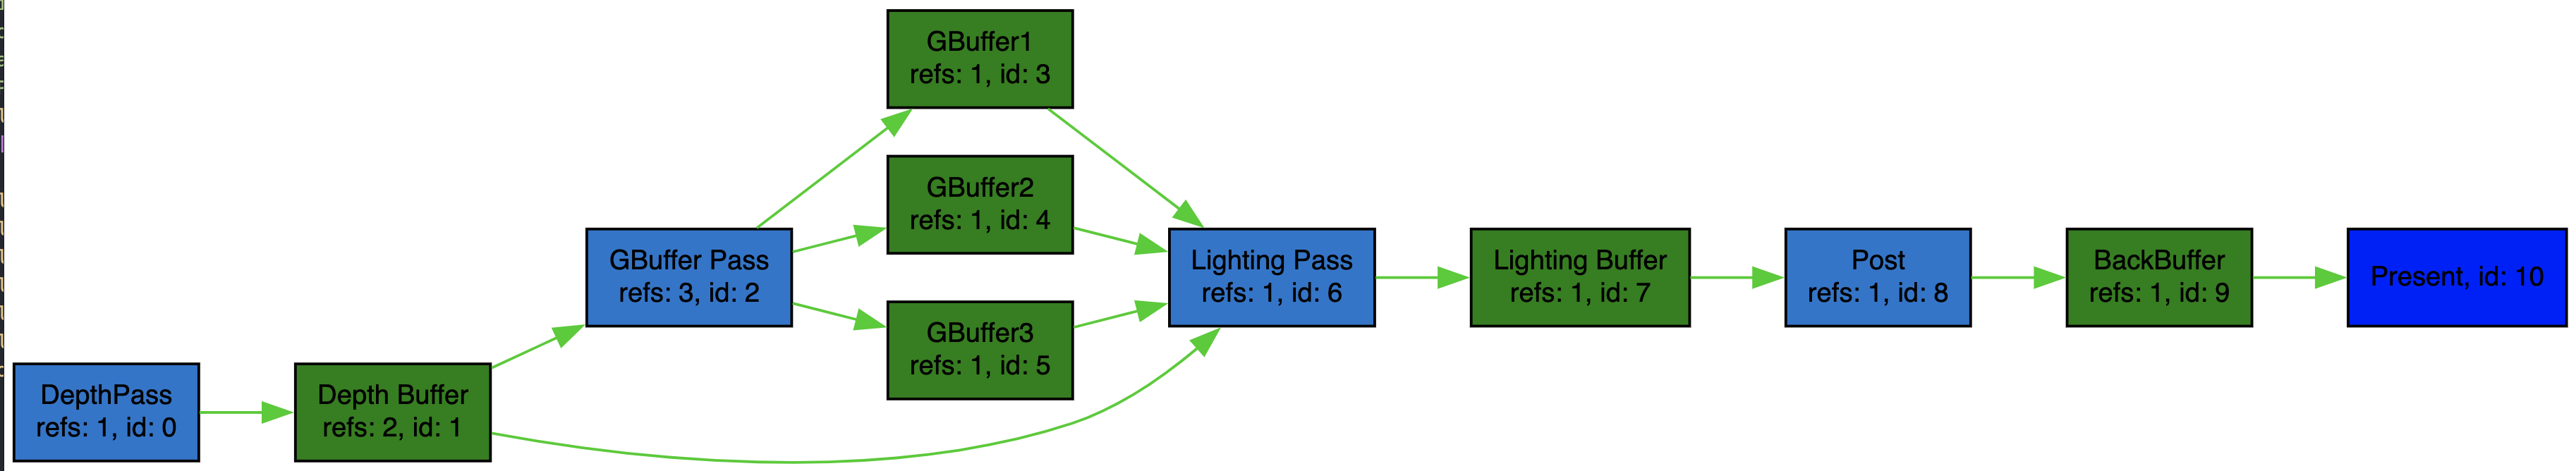 GBuffer1
refs: 1, id: 3
GBuffer2
refs: 1, id: 4
GBuffer Pass
refs: 3, id: 2
Lighting Pass
refs: 1, id: 6
Lighting Buffer
refs: 1, id: 7
Post
refs: 1, id: 8
BackBuffer
refs: 1, id: 9
Present, id: 10
GBuffer3
refs: 1, id: 5
DepthPass
refs: 1, id: 0
Depth Buffer
refs: 2, id: 1